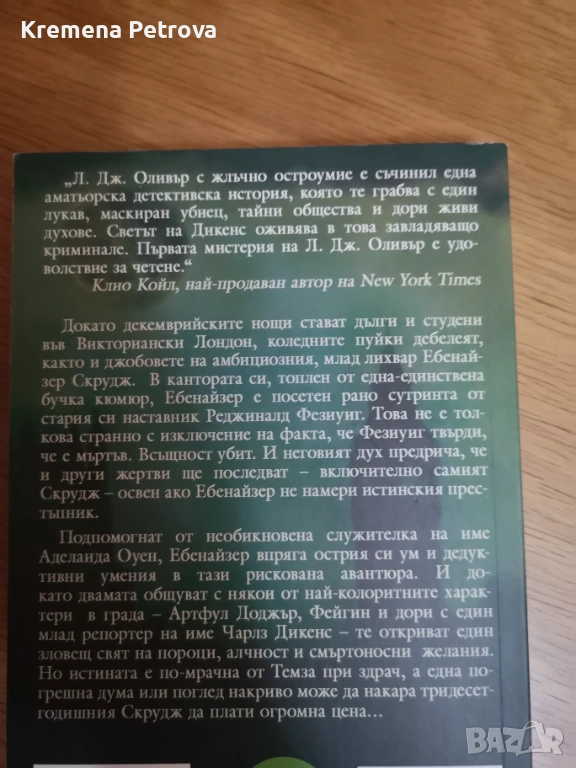 Kremena Petrova
„Л. Дж. Оливър с жлъчно остроумие е съчинил една
аматьорска детективска история, която те грабва с един
лукав, маскиран убиец, тайни общества и дори живи
духове. Светът на Дикенс оживява в това завладяващо
криминале. Първата мистерия на Л. Дж. Оливър е удо-
волствие за четене.“
Клио Койл, най-продаван автор на New York Times
Докато декемврийските нощи стават дълги и студени
във Викториански Лондон, коледните пуйки дебелеят,
както и джобовете на амбициозния, млад лихвар Ебенай-
зер Скрудж. В кантората си, топлен от една-единствена
бучка кюмюр, Ебенайзер е посетен рано сутринта от
стария си наставник Реджиналд Фезиуиг. Това не е тол-
кова странно с изключение на факта, че Фезиуиг твърди,
че е мъртъв. Всъщност убит. И неговият дух предрича, че
и други жертви ще последват – включително самият
Скрудж – освен ако Ебенайзер не намери истинския прес-
тъпник.
Подпомогнат от необикновена служителка на име
Аделаида Оуен, Ебенайзер впряга острия си ум и дедук-
тивни умения в тази рискована авантюра. И до-
като двамата общуват с някои от най-колоритните харак-
тери в града – Артфул Доджър, Фейгин и дори с един
млад репортер на име Чарлз Дикенс – те откриват един
зловещ свят на пороци, алчност и смъртоносни желания.
Но истината е по-мрачна от Темза при здрач, а една по-
грешна дума или поглед накриво може да накара тридесет-
годишния Скрудж да плати огромна цена…
BAZAR